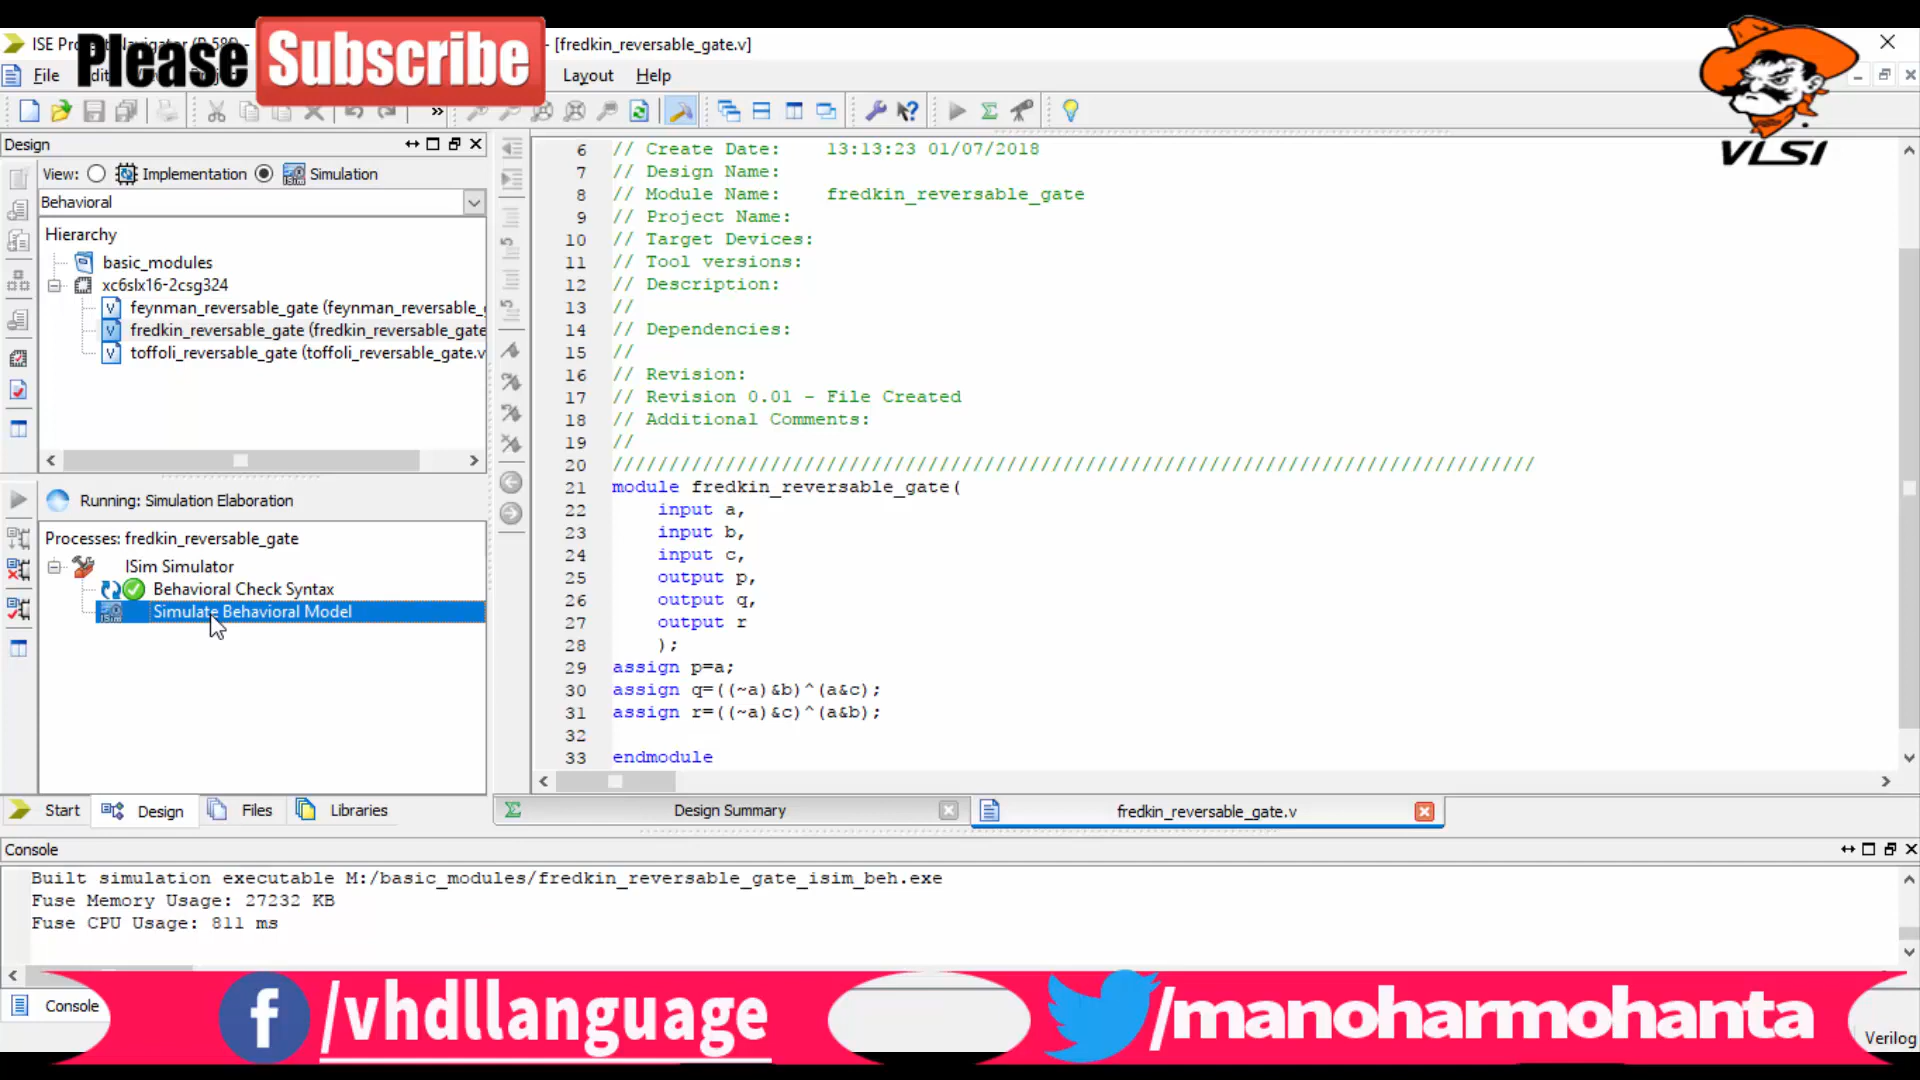 ISE Pro
- [fredkin_reversable_gate.v]
Please Subscribe
File
Layout Help
VLSI
Design
View: Implementation Simulation
Behavioral
Hierarchy
basic_modules
xc6slx16-2csg324
feynman_reversable_gate (feynman_reversable_
fredkin_reversable_gate (fredkin_reversable_gate
toffoli_reversable_gate (toffoli_reversable_gate.v
Running: Simulation Elaboration
Processes: fredkin_reversable_gate
ISim Simulator
Behavioral Check Syntax
Simulate Behavioral Model
Start Design Files Libraries
6 // Create Date: 13:13:23 01/07/2018
7 // Design Name:
8 // Module Name: fredkin_reversable_gate
9 // Project Name:
10 // Target Devices:
11 // Tool versions:
12 // Description:
13 //
14 // Dependencies:
15 //
16 // Revision:
17 // Revision 0.01 - File Created
18 // Additional Comments:
19 //
20 //////////////////////////////////////////////////////////////////////////////////
21 module fredkin_reversable_gate(
22 input a,
23 input b,
24 input c,
25 output p,
26 output q,
27 output r
28 );
29 assign p=a;
30 assign q=((~a)&b)^(a&c);
31 assign r=((~a)&c)^(a&b);
32
33 endmodule
Design Summary
fredkin_reversable_gate.v
Console
Built simulation executable M:/basic_modules/fredkin_reversable_gate_isim_beh.exe
Fuse Memory Usage: 27232 KB
Fuse CPU Usage: 811 ms
Console
f /vhdllanguage
/manoharmohanta
Verilog